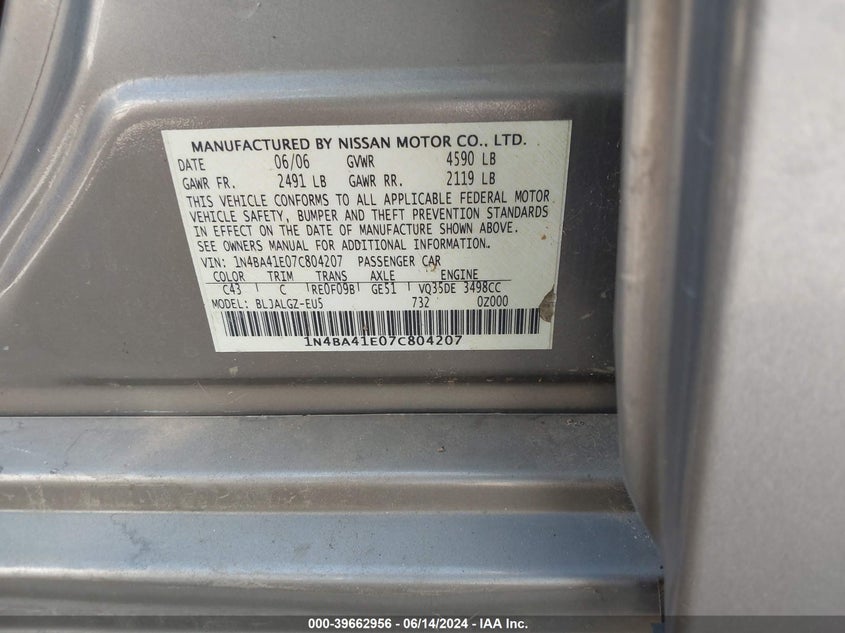 MANUFACTURED BY NISSAN MOTOR CO., LTD.
DATE 06/06 GVWR 4590 LB
GAWR FR. 2491 LB GAWR RR. 2119 LB
THIS VEHICLE CONFORMS TO ALL APPLICABLE FEDERAL MOTOR
VEHICLE SAFETY, BUMPER AND THEFT PREVENTION STANDARDS
IN EFFECT ON THE DATE OF MANUFACTURE SHOWN ABOVE.
SEE OWNERS MANUAL FOR ADDITIONAL INFORMATION.
VIN: 1N4BA41E07C804207 PASSENGER CAR
COLOR TRIM TRANS AXLE ENGINE
C43 C RE0F09B GE51 VQ35DE 3498CC
MODEL: BLJALGZ-EUS 732 0Z000
1N4BA41E07C804207
000-39662956 - 06/14/2024 - IAA Inc.